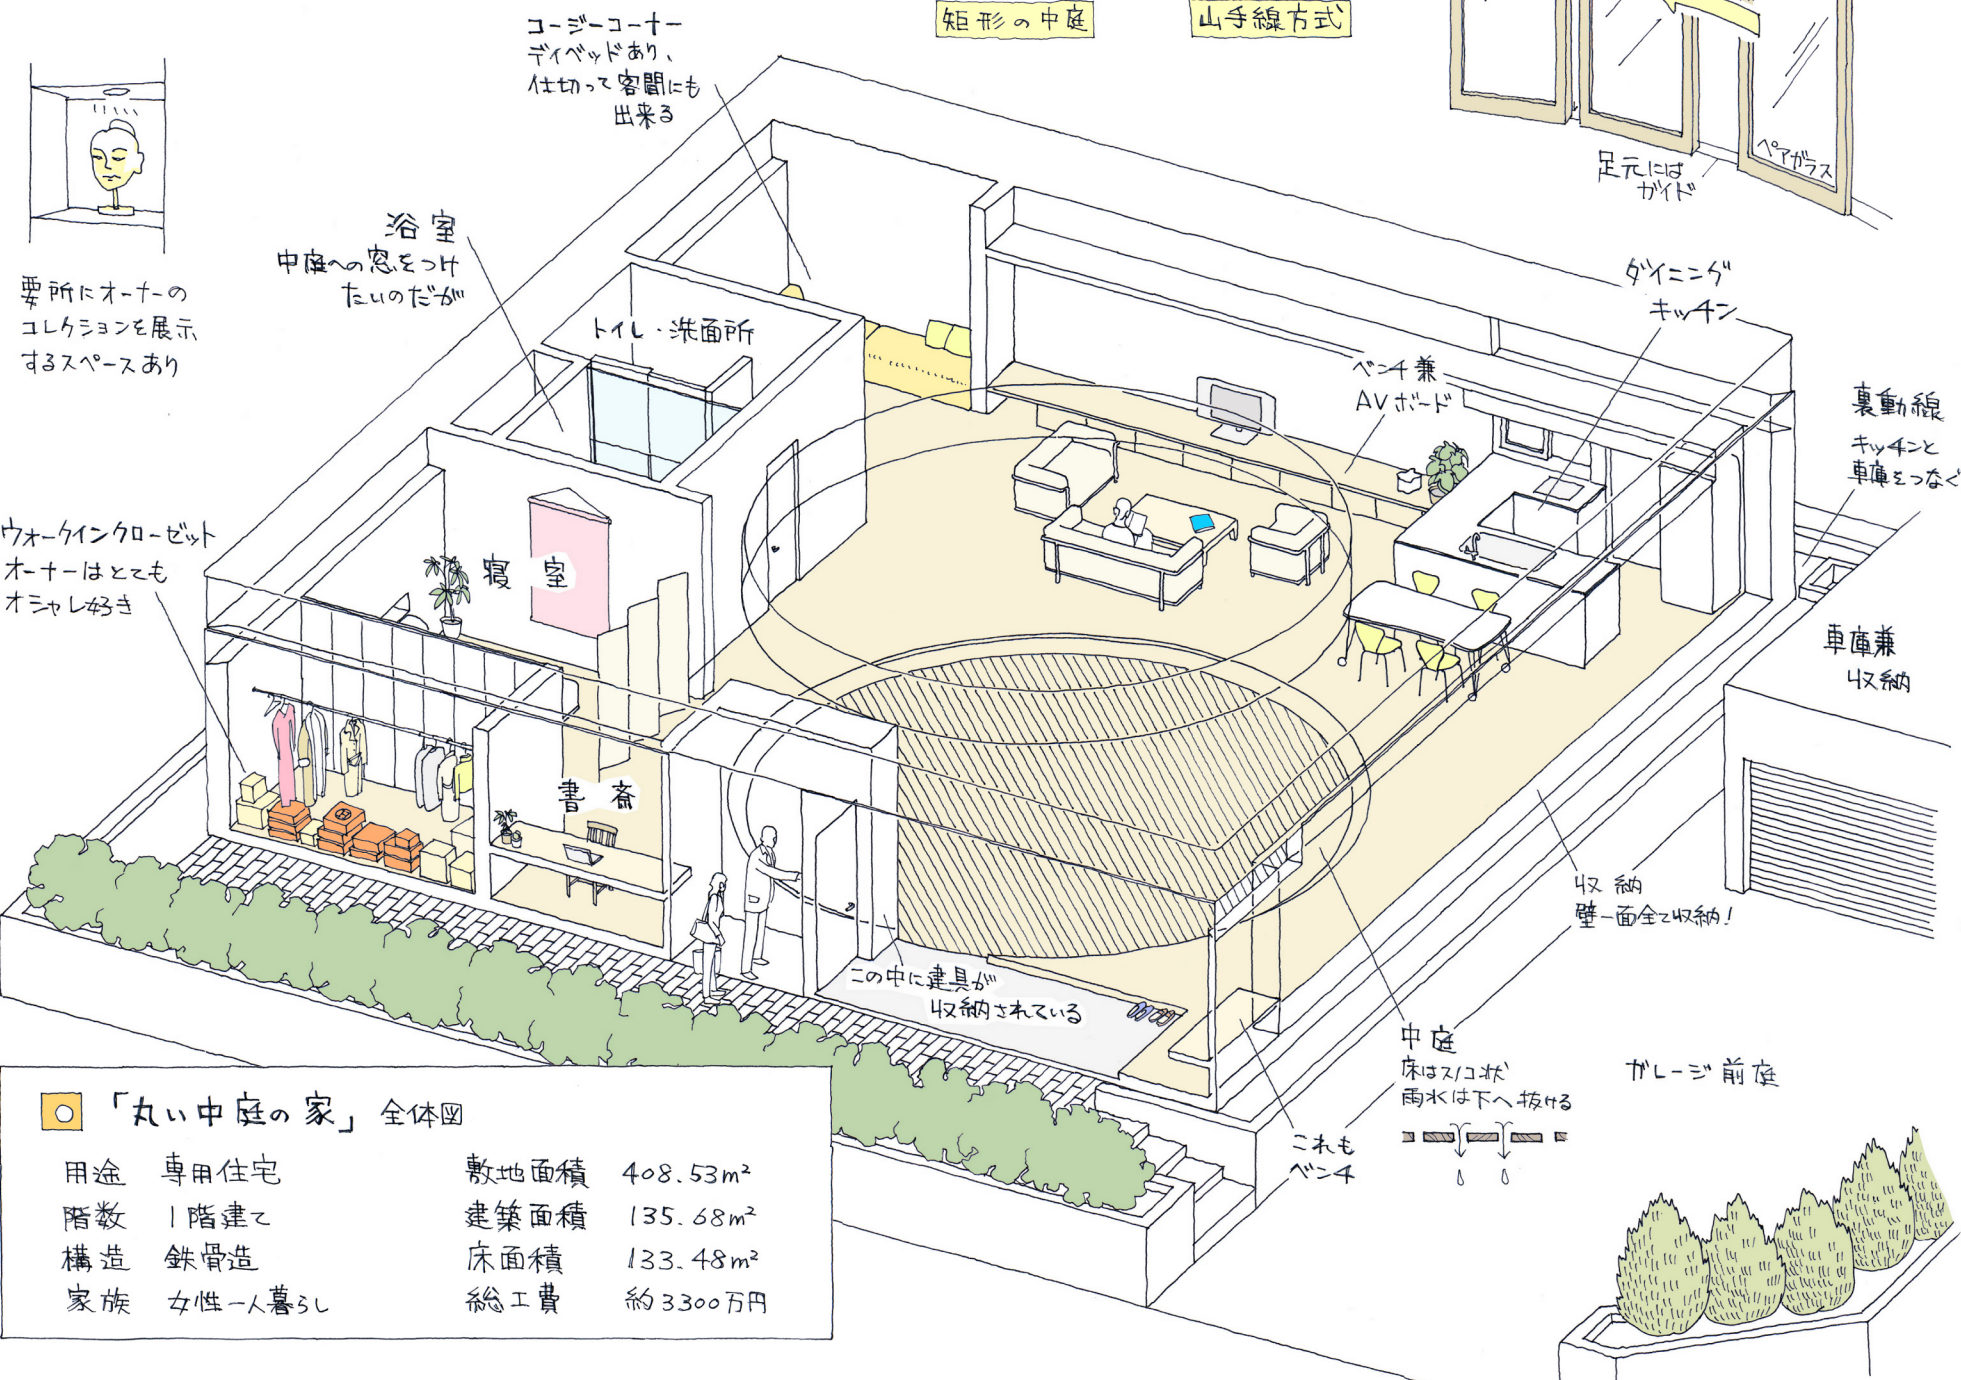 矩形の中庭
山手線方式
コージーコーナー
デイベッドあり、
仕切って客間にも
出来る
足元には
ガイド
ペアガラス
浴室
中庭への窓をつけ
たいのだが
要所にオーナーの
コレクションを展示
するスペースあり
トイレ・洗面所
ダイニング
キッチン
ベンチ兼
AVボード
裏動線
キッチンと
車庫をつなぐ
ウォークインクローゼット
オーナーはとても
オシャレ好き
寝室
車庫兼
収納
書斎
収納
壁一面全て収納!
この中に建具が
収納されている
中庭
床はスノコ状
雨水は下へ抜ける
ガレージ前庭
これも
ベンチ
「丸い中庭の家」全体図
用途 専用住宅 敷地面積 408.53m²
階数 1階建て 建築面積 135.68m²
構造 鉄骨造 床面積 133.48m²
家族 女性一人暮らし 総工費 約3300万円